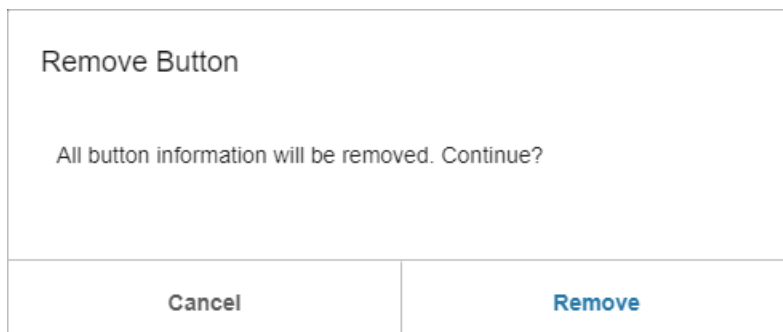 Remove Button
All button information will be removed. Continue?
Cancel
Remove